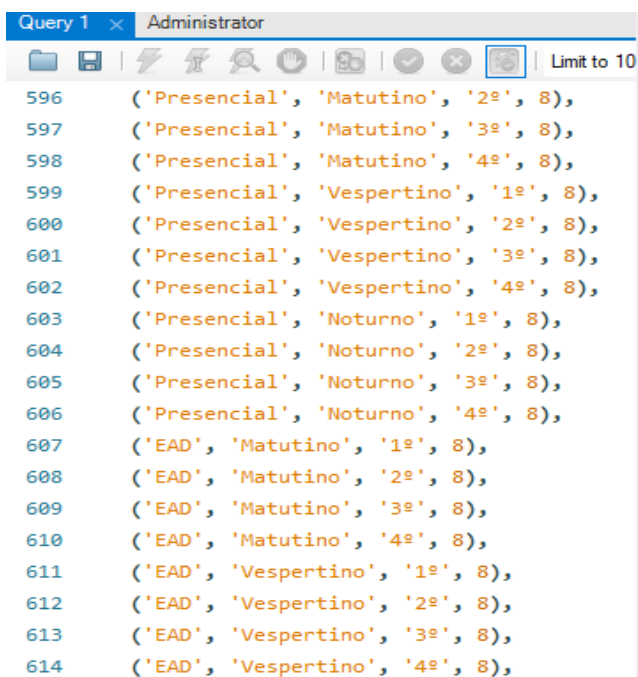 Query 1 × Administrator
Limit to 10
596 ('Presencial', 'Matutino', '2º', 8),
597 ('Presencial', 'Matutino', '3º', 8),
598 ('Presencial', 'Matutino', '4º', 8),
599 ('Presencial', 'Vespertino', '1º', 8),
600 ('Presencial', 'Vespertino', '2º', 8),
601 ('Presencial', 'Vespertino', '3º', 8),
602 ('Presencial', 'Vespertino', '4º', 8),
603 ('Presencial', 'Noturno', '1º', 8),
604 ('Presencial', 'Noturno', '2º', 8),
605 ('Presencial', 'Noturno', '3º', 8),
606 ('Presencial', 'Noturno', '4º', 8),
607 ('EAD', 'Matutino', '1º', 8),
608 ('EAD', 'Matutino', '2º', 8),
609 ('EAD', 'Matutino', '3º', 8),
610 ('EAD', 'Matutino', '4º', 8),
611 ('EAD', 'Vespertino', '1º', 8),
612 ('EAD', 'Vespertino', '2º', 8),
613 ('EAD', 'Vespertino', '3º', 8),
614 ('EAD', 'Vespertino', '4º', 8),